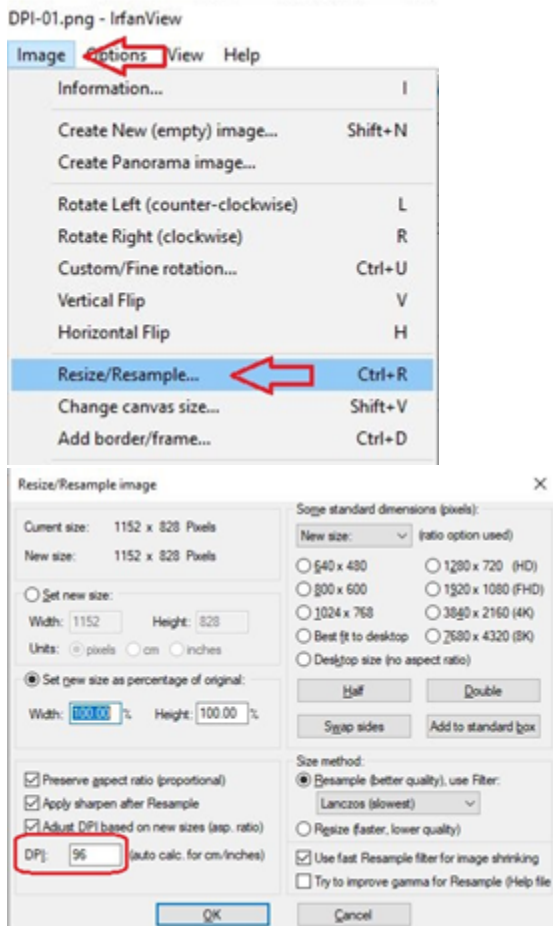 DPI-01.png - IrfanView
Image Options View Help
Information... I
Create New (empty) image... Shift+N
Create Panorama image...
Rotate Left (counter-clockwise) L
Rotate Right (clockwise) R
Custom/Fine rotation... Ctrl+U
Vertical Flip V
Horizontal Flip H
Resize/Resample... Ctrl+R
Change canvas size... Shift+V
Add border/frame... Ctrl+D
Resize/Resample image
Current size: 1152 x 828 Pixels
New size: 1152 x 828 Pixels
Set new size:
Width: 1152 Height: 828
Units: pixels cm inches
Set new size as percentage of original:
Width: 100.00 % Height: 100.00 %
Preserve aspect ratio (proportional)
Apply sharpen after Resample
Adjust DPI based on new sizes (asp. ratio)
DPI: 96 (auto calc. for cm/inches)
Some standard dimensions (pixels):
New size: (ratio option used)
640 x 480 1280 x 720 (HD)
800 x 600 1920 x 1080 (FHD)
1024 x 768 3840 x 2160 (4K)
Best fit to desktop 7680 x 4320 (8K)
Desktop size (no aspect ratio)
Half Double
Swap sides Add to standard box
Size method:
Resample (better quality), use Filter:
Lanczos (slowest)
Resize (faster, lower quality)
Use fast Resample filter for image shrinking
Try to improve gamma for Resample (Help file
OK Cancel